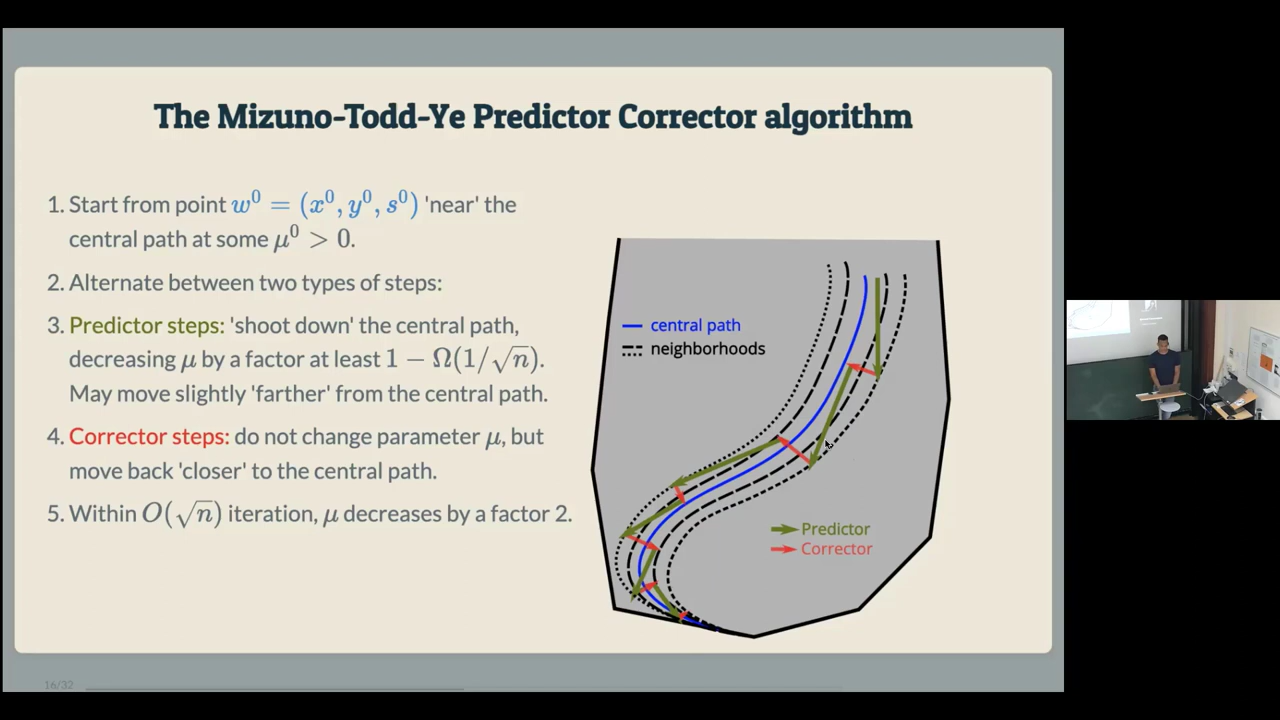 The Mizuno-Todd-Ye Predictor Corrector algorithm
1. Start from point w⁰ = (x⁰, y⁰, s⁰) 'near' the
central path at some μ⁰ > 0.
2. Alternate between two types of steps:
3. Predictor steps: 'shoot down' the central path,
decreasing μ by a factor at least 1 − Ω(1/√n).
May move slightly 'farther' from the central path.
4. Corrector steps: do not change parameter μ, but
move back 'closer' to the central path.
5. Within O(√n) iteration, μ decreases by a factor 2.
central path
neighborhoods
Predictor
Corrector
16/32